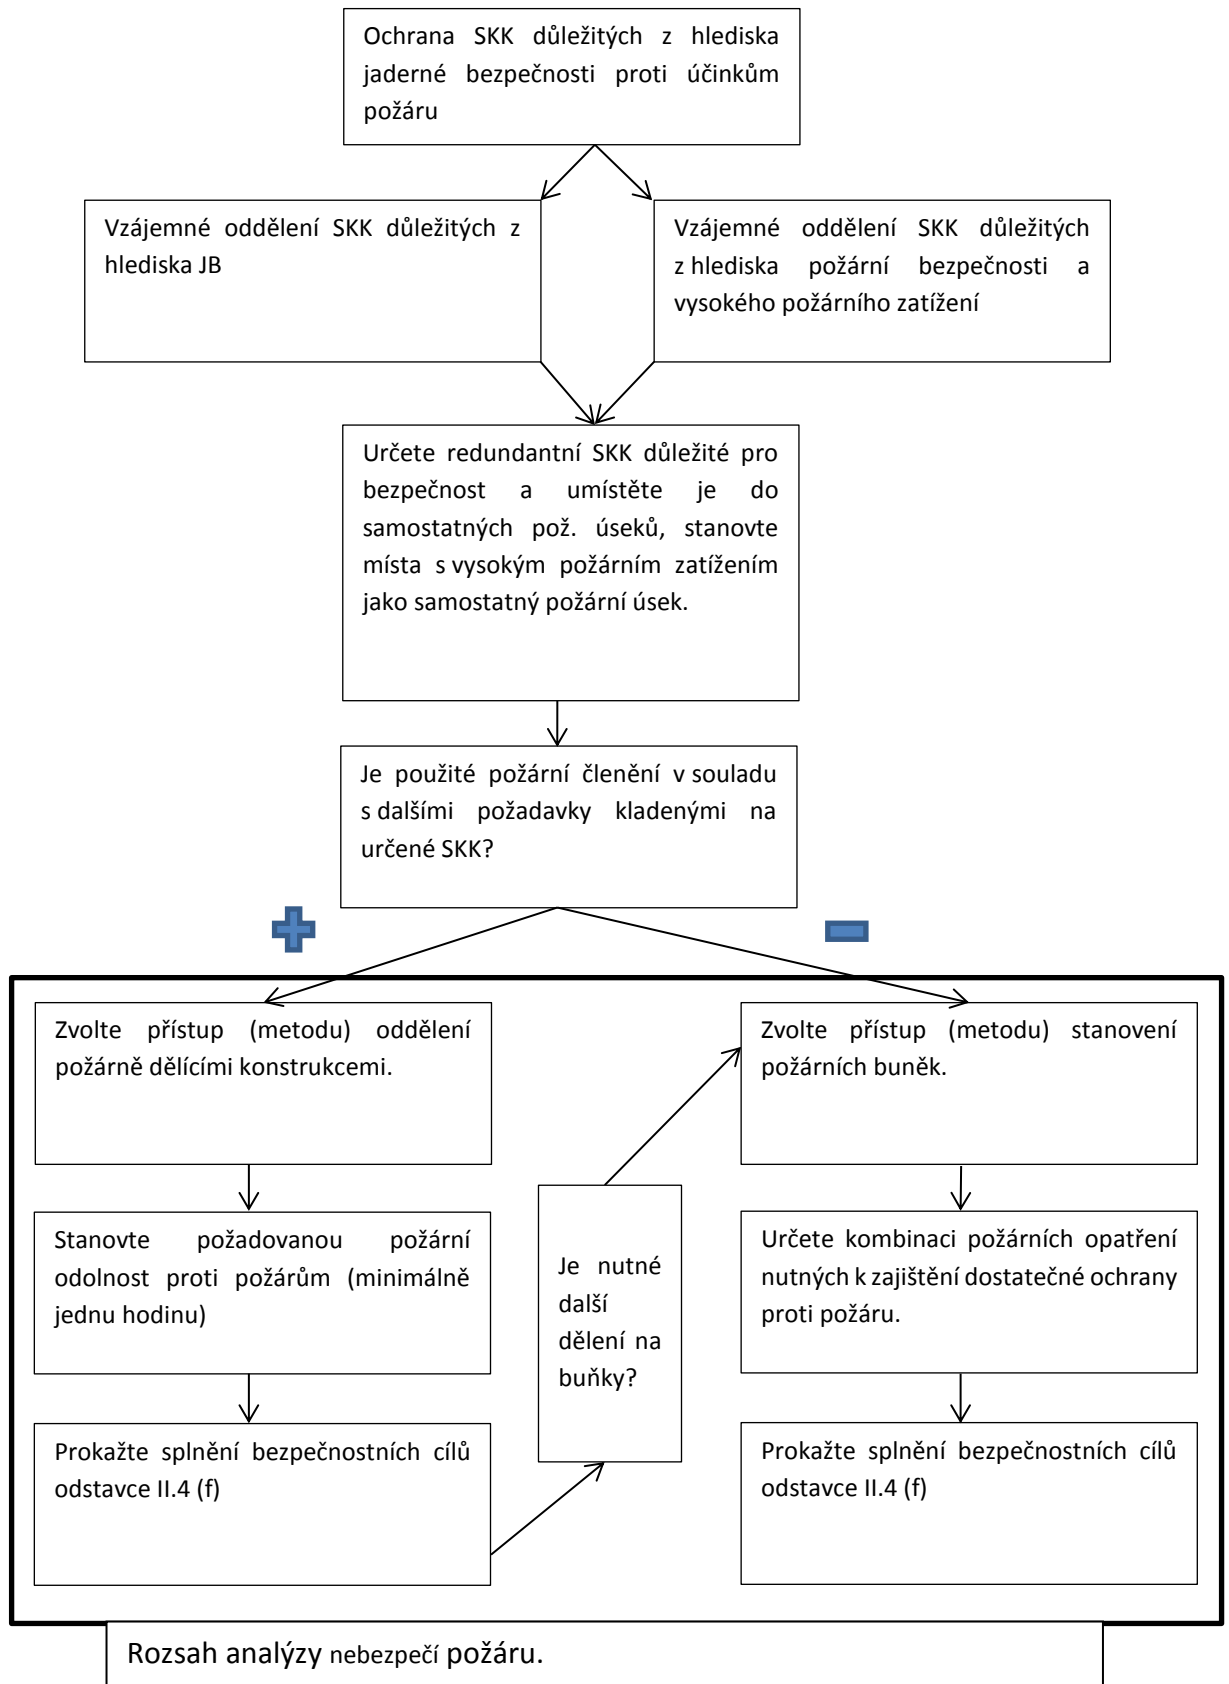 Ochrana SKK důležitých z hlediska
jaderné bezpečnosti proti účinkům
požáru
Vzájemné oddělení SKK důležitých z
hlediska JB
Vzájemné oddělení SKK důležitých
z hlediska požární bezpečnosti a
vysokého požárního zatížení
Určete redundantní SKK důležité pro
bezpečnost a umístěte je do
samostatných pož. úseků, stanovte
místa s vysokým požárním zatížením
jako samostatný požární úsek.
Je použité požární členění v souladu
s dalšími požadavky kladenými na
určené SKK?
Zvolte přístup (metodu) oddělení
požárně dělícími konstrukcemi.
Stanovte požadovanou požární
odolnost proti požárům (minimálně
jednu hodinu)
Prokažte splnění bezpečnostních cílů
odstavce II.4 (f)
Je nutné
další
dělení na
buňky?
Zvolte přístup (metodu) stanovení
požárních buněk.
Určete kombinaci požárních opatření
nutných k zajištění dostatečné ochrany
proti požáru.
Prokažte splnění bezpečnostních cílů
odstavce II.4 (f)
Rozsah analýzy nebezpečí požáru.